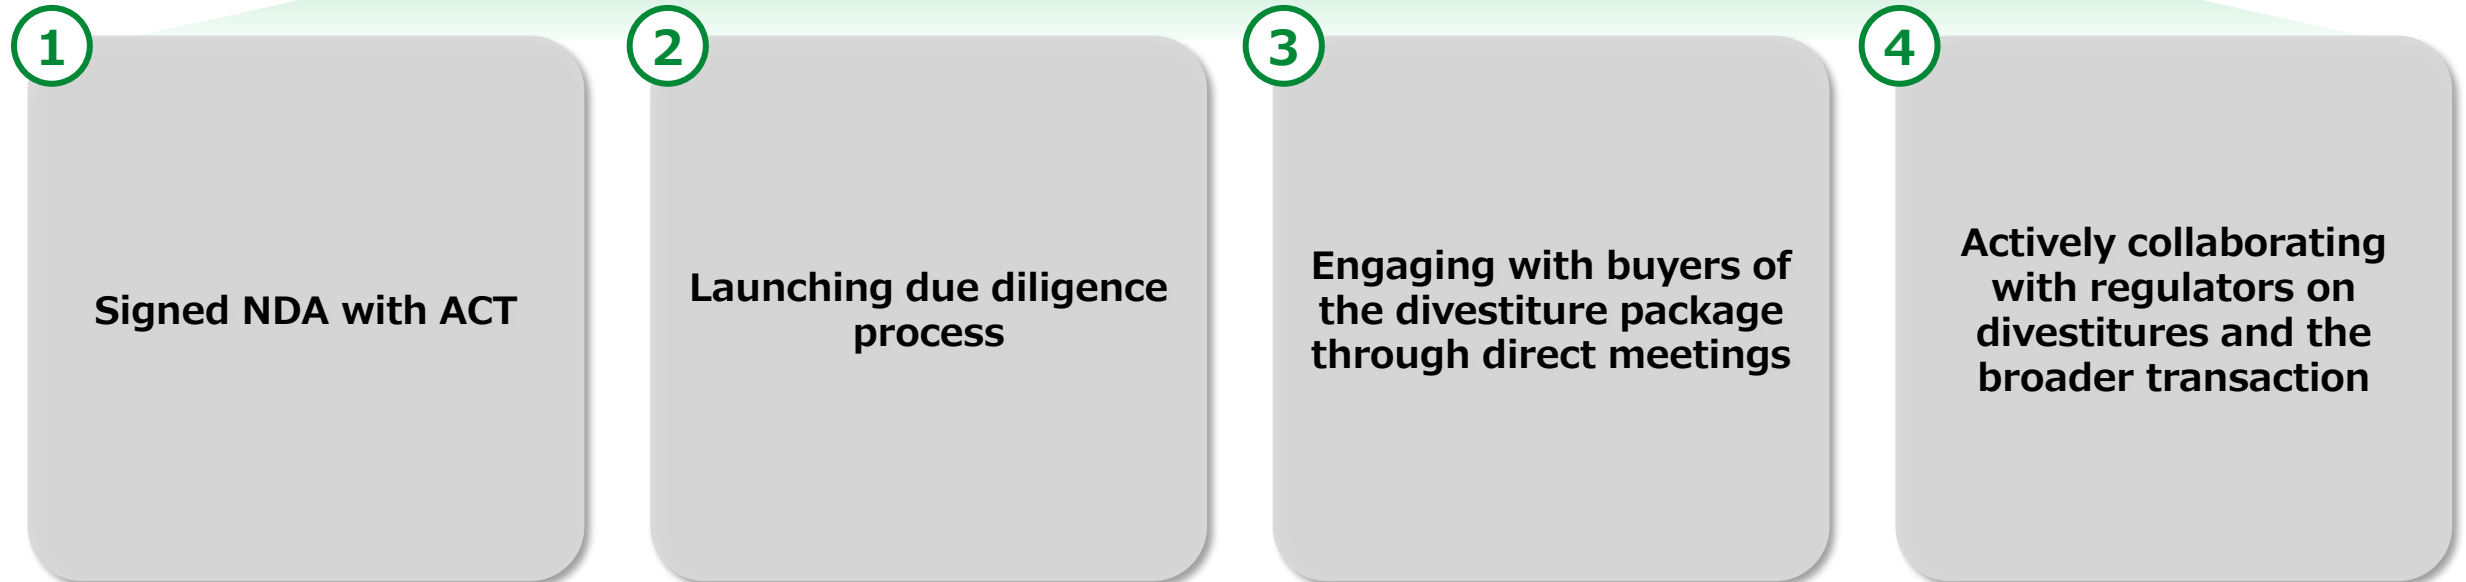 1
Signed NDA with ACT
2
Launching due diligence
process
3
Engaging with buyers of
the divestiture package
through direct meetings
4
Actively collaborating
with regulators on
divestitures and the
broader transaction